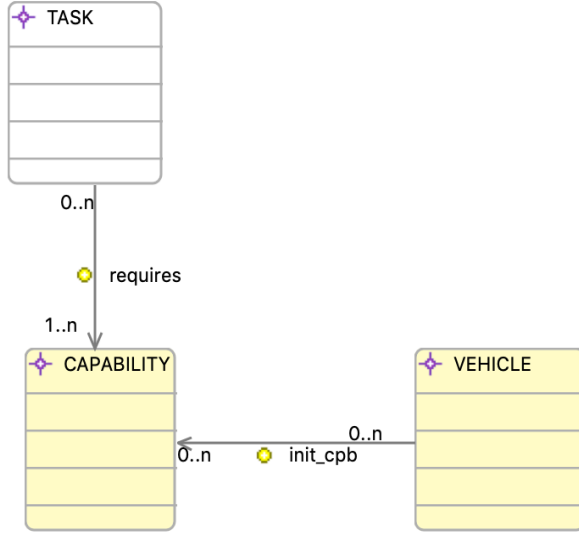 TASK
0..n
requires
1..n
CAPABILITY
VEHICLE
0..n
0..n
init_cpb